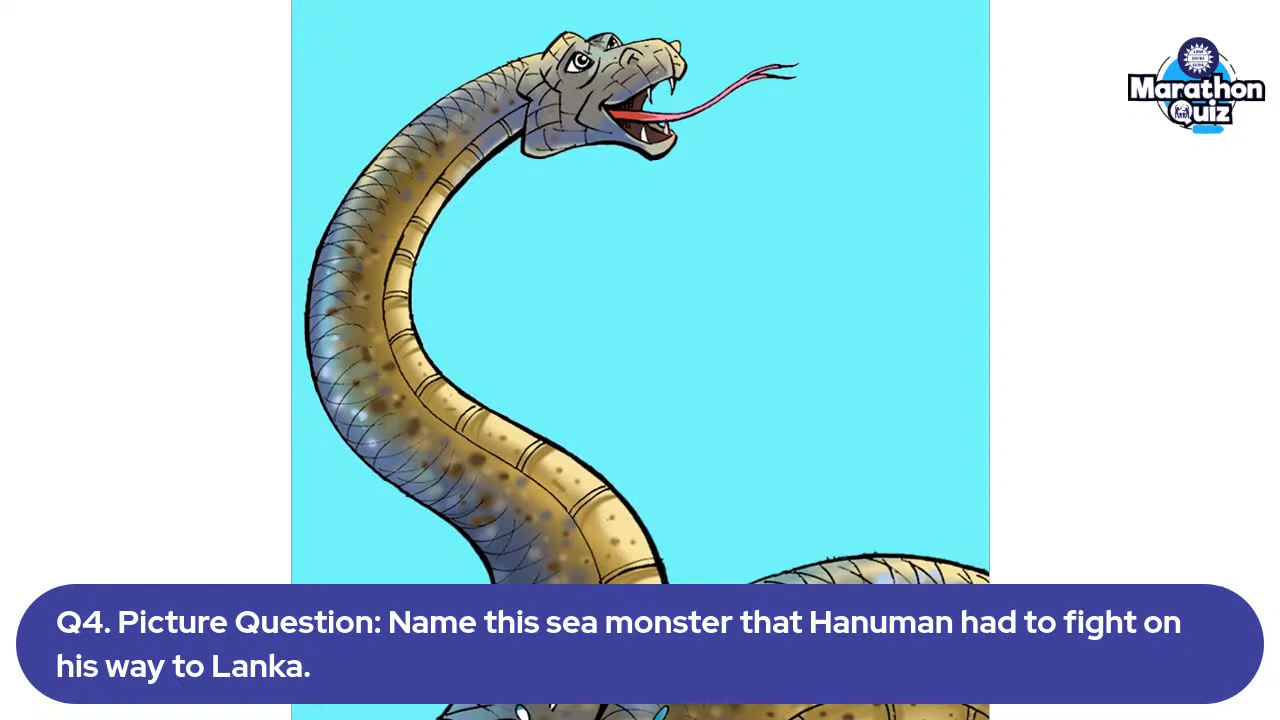 Marathon
Quiz
Q4. Picture Question: Name this sea monster that Hanuman had to fight on
his way to Lanka.